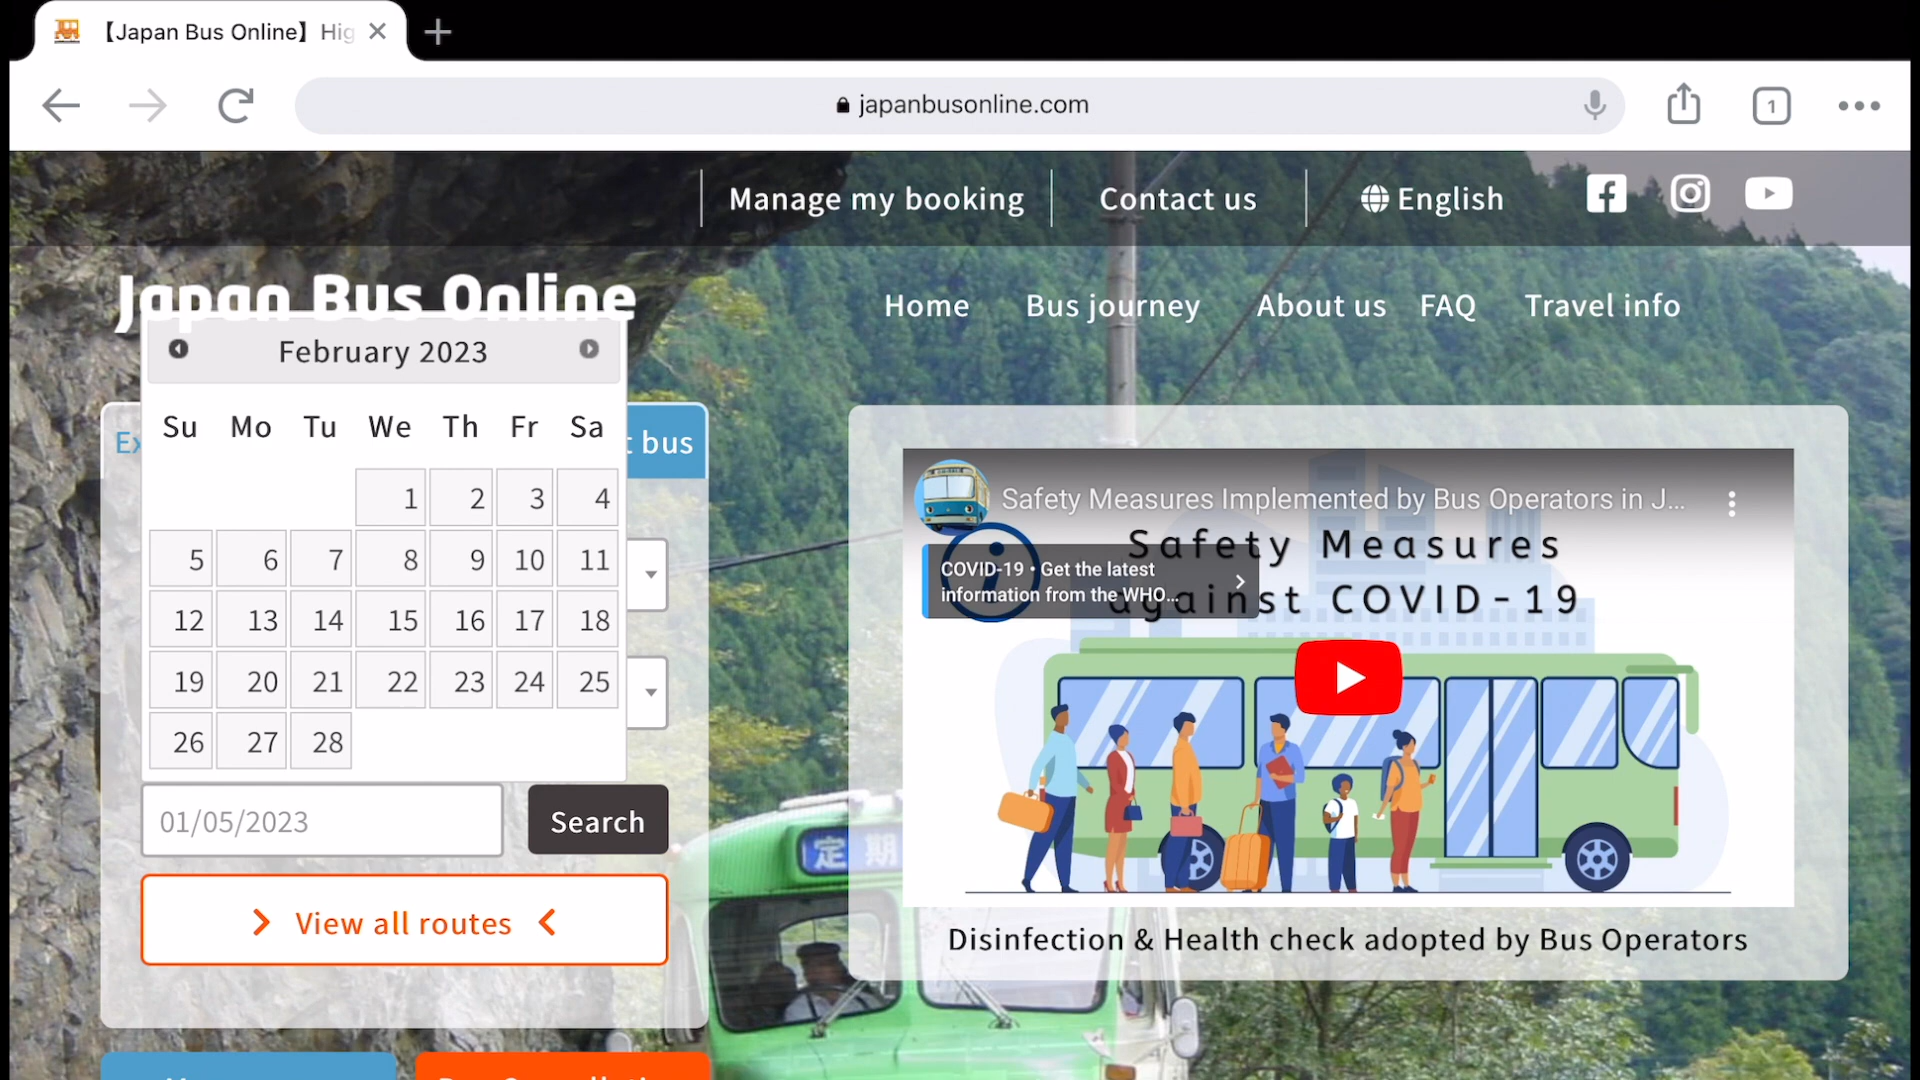 【Japan Bus Online】Hig
japanbusonline.com
1
Manage my booking
Contact us
English
Japan Bus Online
Home
Bus journey
About us
FAQ
Travel info
February 2023
Su Mo Tu We Th Fr Sa
1 2 3 4
5 6 7 8 9 10 11
12 13 14 15 16 17 18
19 20 21 22 23 24 25
26 27 28
bus
01/05/2023
Search
View all routes
Safety Measures Implemented by Bus Operators in J...
Safety Measures
against COVID-19
COVID-19 • Get the latest
information from the WHO...
Disinfection & Health check adopted by Bus Operators
定期